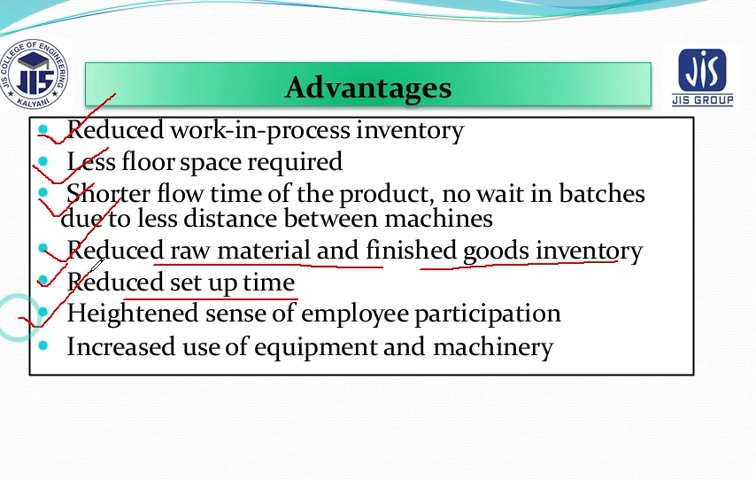 JIS COLLEGE OF ENGINEERING
JIS
KALYANI
Advantages
JIS
JIS GROUP
Reduced work-in-process inventory
Less floor space required
Shorter flow time of the product, no wait in batches
due to less distance between machines
Reduced raw material and finished goods inventory
Reduced set up time
Heightened sense of employee participation
Increased use of equipment and machinery